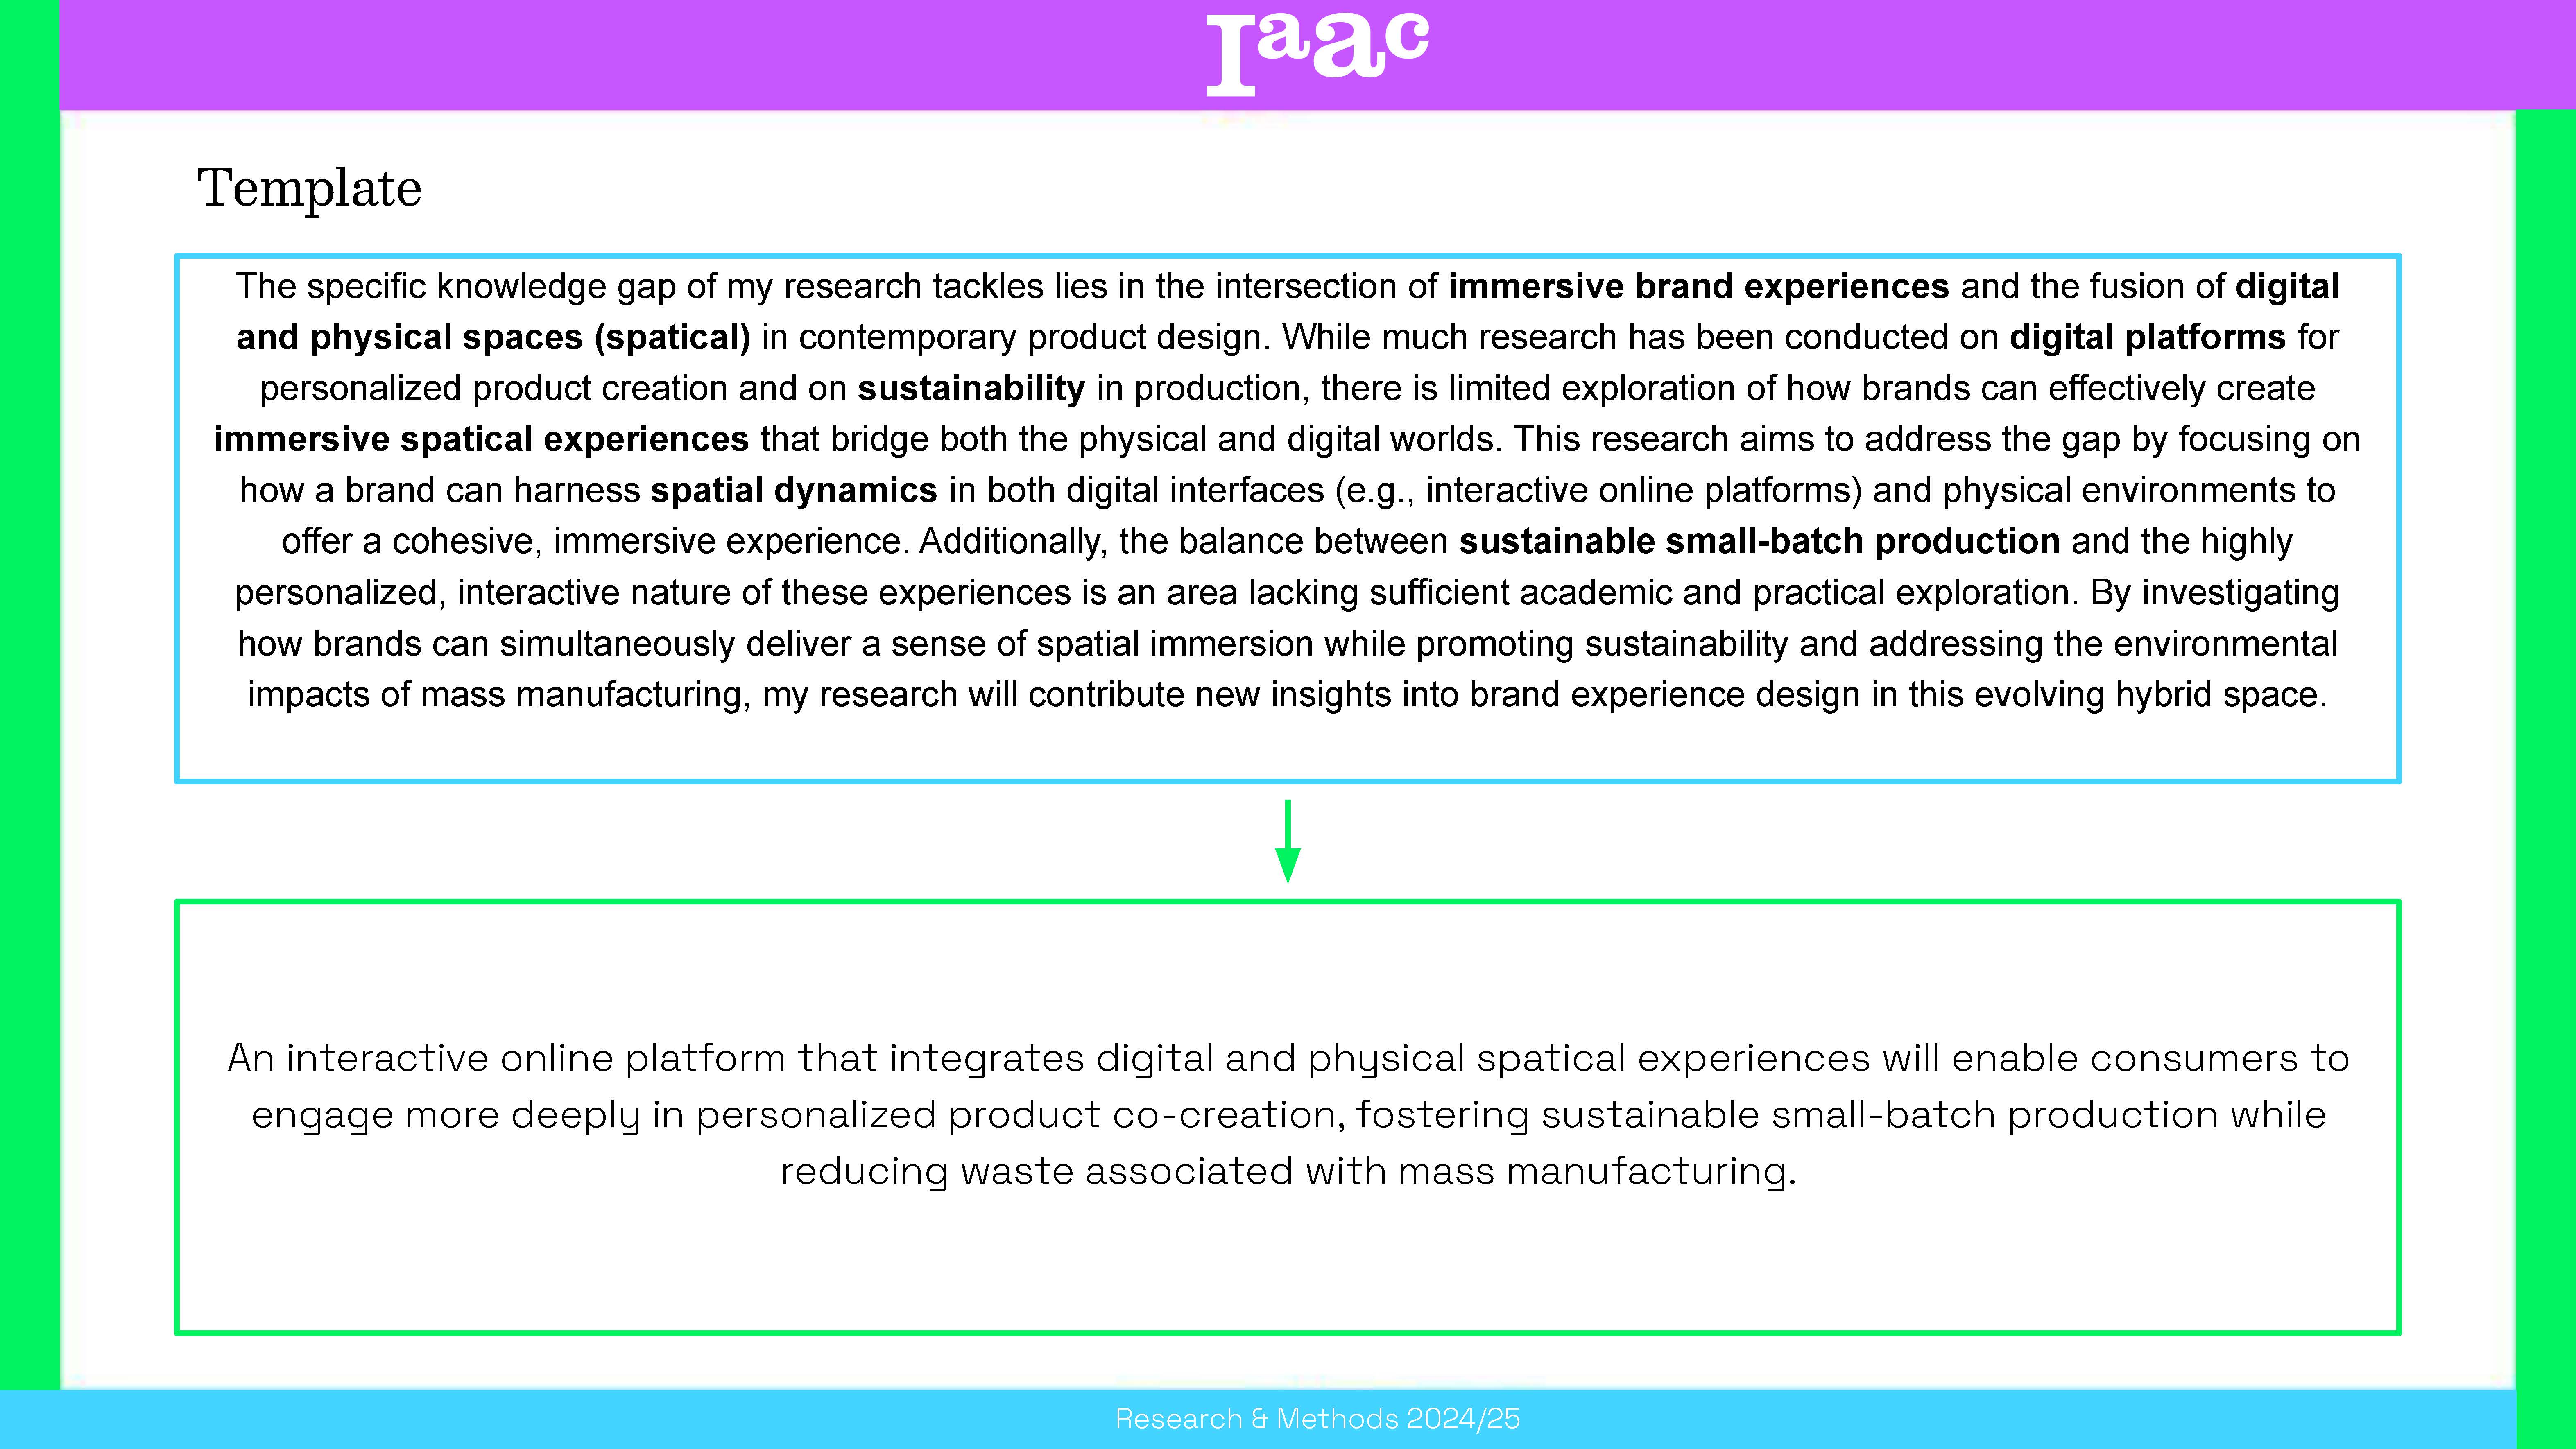 Iaac
Template
The specific knowledge gap of my research tackles lies in the intersection of immersive brand experiences and the fusion of digital
and physical spaces (spatical) in contemporary product design. While much research has been conducted on digital platforms for
personalized product creation and on sustainability in production, there is limited exploration of how brands can effectively create
immersive spatical experiences that bridge both the physical and digital worlds. This research aims to address the gap by focusing on
how a brand can harness spatial dynamics in both digital interfaces (e.g., interactive online platforms) and physical environments to
offer a cohesive, immersive experience. Additionally, the balance between sustainable small-batch production and the highly
personalized, interactive nature of these experiences is an area lacking sufficient academic and practical exploration. By investigating
how brands can simultaneously deliver a sense of spatial immersion while promoting sustainability and addressing the environmental
impacts of mass manufacturing, my research will contribute new insights into brand experience design in this evolving hybrid space.
An interactive online platform that integrates digital and physical spatical experiences will enable consumers to
engage more deeply in personalized product co-creation, fostering sustainable small-batch production while
reducing waste associated with mass manufacturing.
Research & Methods 2024/25